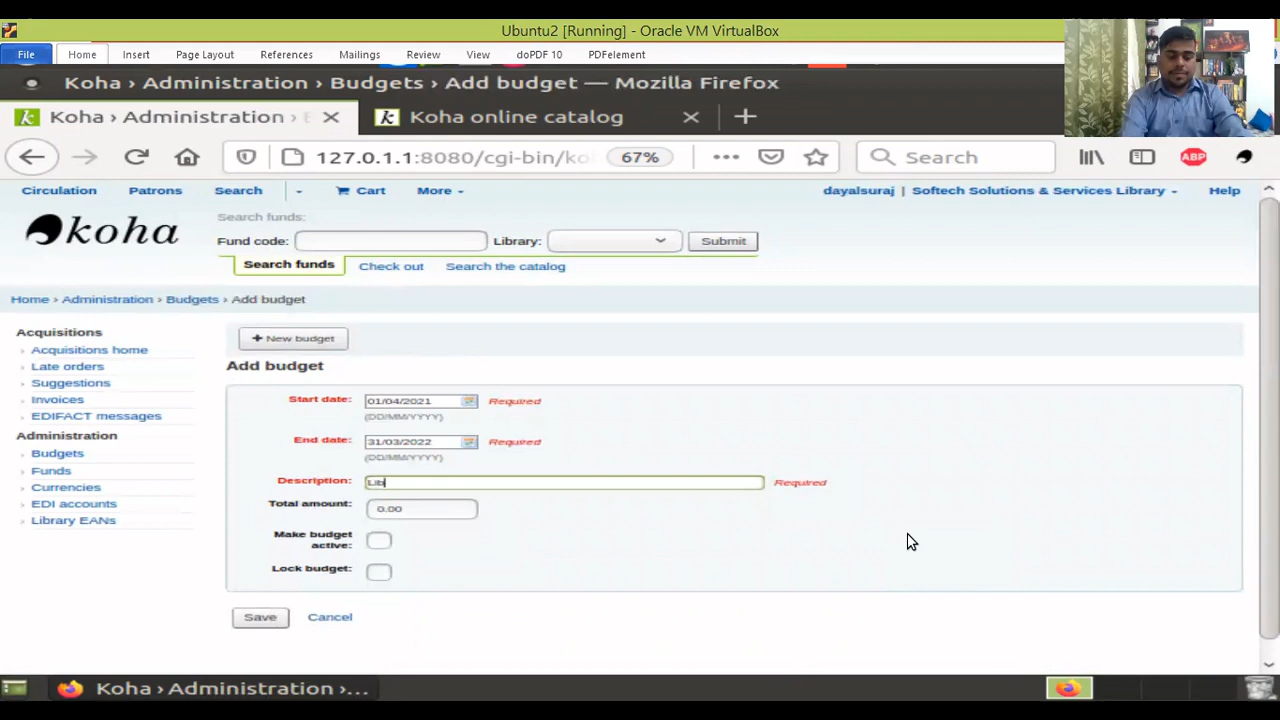 Ubuntu2 [Running] - Oracle VM VirtualBox
File Home Insert Page Layout References Mailings Review View doPDF 10 PDFelement
Koha › Administration › Budgets › Add budget — Mozilla Firefox
Koha › Administration › Koha online catalog
127.0.1.1:8080/cgi-bin/ko 67% Search ABP
Circulation Patrons Search Cart More dayalsuraj | Softech Solutions & Services Library Help
koha
Search funds:
Fund code: Library: Submit
Search funds Check out Search the catalog
Home › Administration › Budgets › Add budget
Acquisitions
Acquisitions home
Late orders
Suggestions
Invoices
EDIFACT messages
Administration
Budgets
Funds
Currencies
EDI accounts
Library EANs
+ New budget
Add budget
Start date: 01/04/2021 Required
(DD/MM/YYYY)
End date: 31/03/2022 Required
(DD/MM/YYYY)
Description: Lib Required
Total amount: 0.00
Make budget
active:
Lock budget:
Save Cancel
Koha › Administration ›...